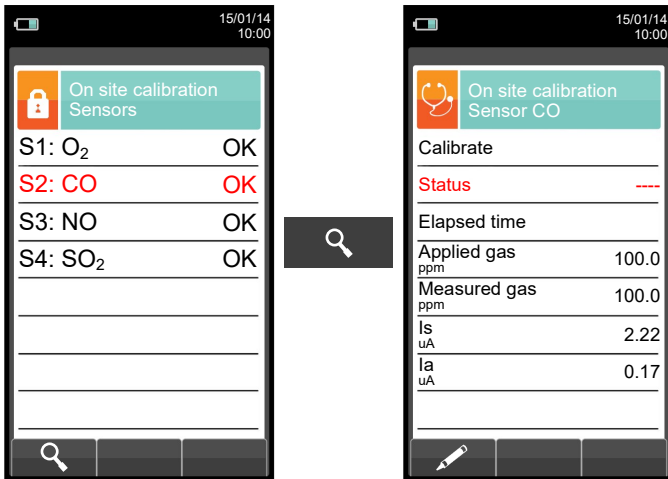 15/01/14
10:00
On site calibration
Sensors
S1: O₂ OK
S2: CO OK
S3: NO OK
S4: SO₂ OK
15/01/14
10:00
On site calibration
Sensor CO
Calibrate
Status ----
Elapsed time
Applied gas 100.0
ppm
Measured gas 100.0
ppm
Is 2.22
uA
Ia 0.17
uA